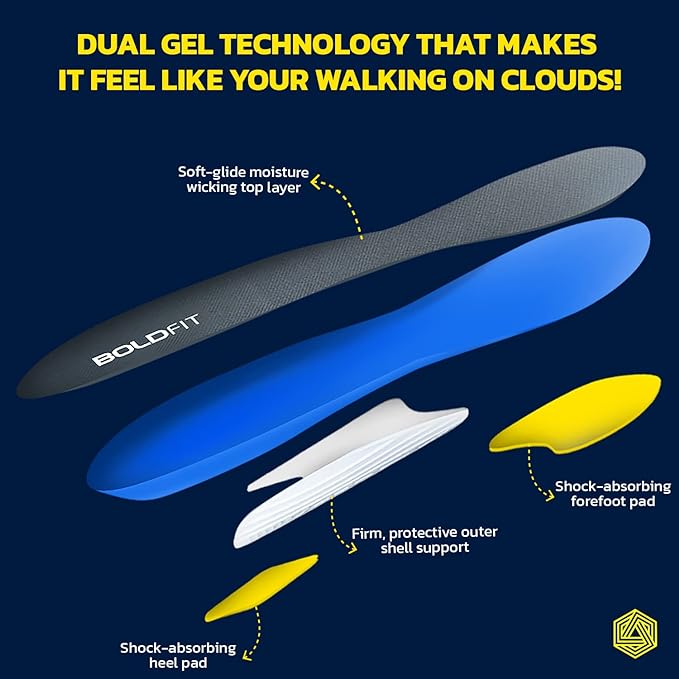 DUAL GEL TECHNOLOGY THAT MAKES
IT FEEL LIKE YOUR WALKING ON CLOUDS!
Soft-glide moisture
wicking top layer
BOLDFIT
Shock-absorbing
forefoot pad
Firm, protective outer
shell support
Shock-absorbing
heel pad